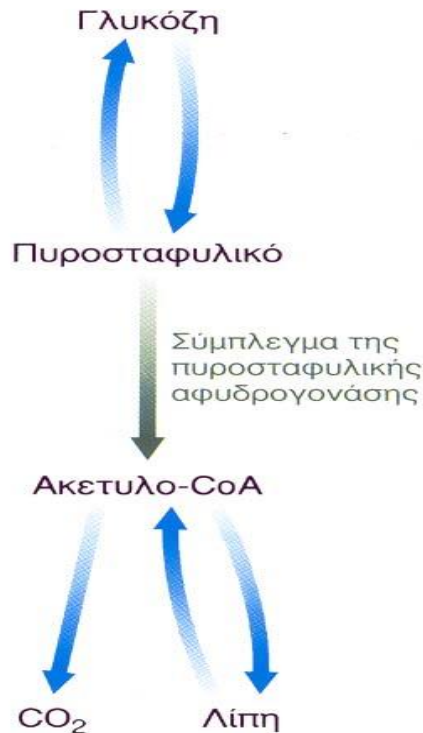 Γλυκόζη
Πυροσταφυλικό
Σύμπλεγμα της
πυροσταφυλικής
αφυδρογονάσης
Ακετυλο-CoA
CO₂ Λίπη